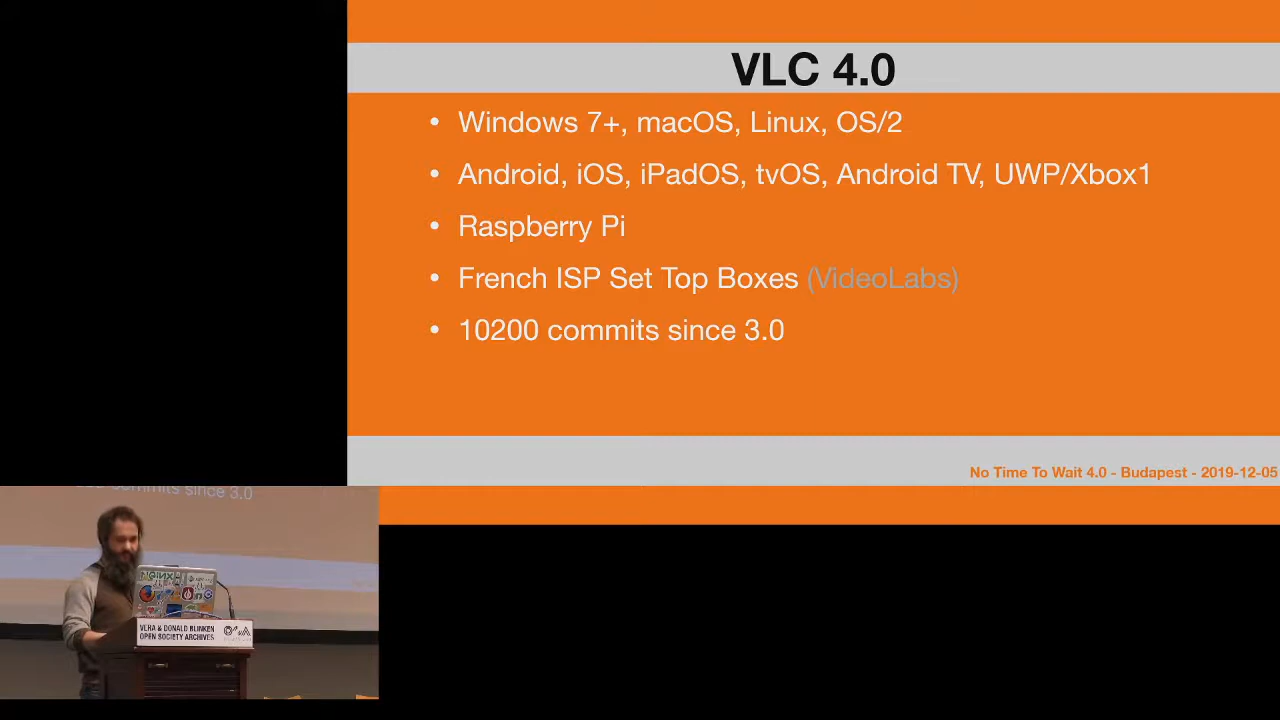 VLC 4.0
• Windows 7+, macOS, Linux, OS/2
• Android, iOS, iPadOS, tvOS, Android TV, UWP/Xbox1
• Raspberry Pi
• French ISP Set Top Boxes (VideoLabs)
• 10200 commits since 3.0
No Time To Wait 4.0 - Budapest - 2019-12-05
commits since 3.0
NGINX
VERA & DONALD BLINKEN
OPEN SOCIETY ARCHIVES